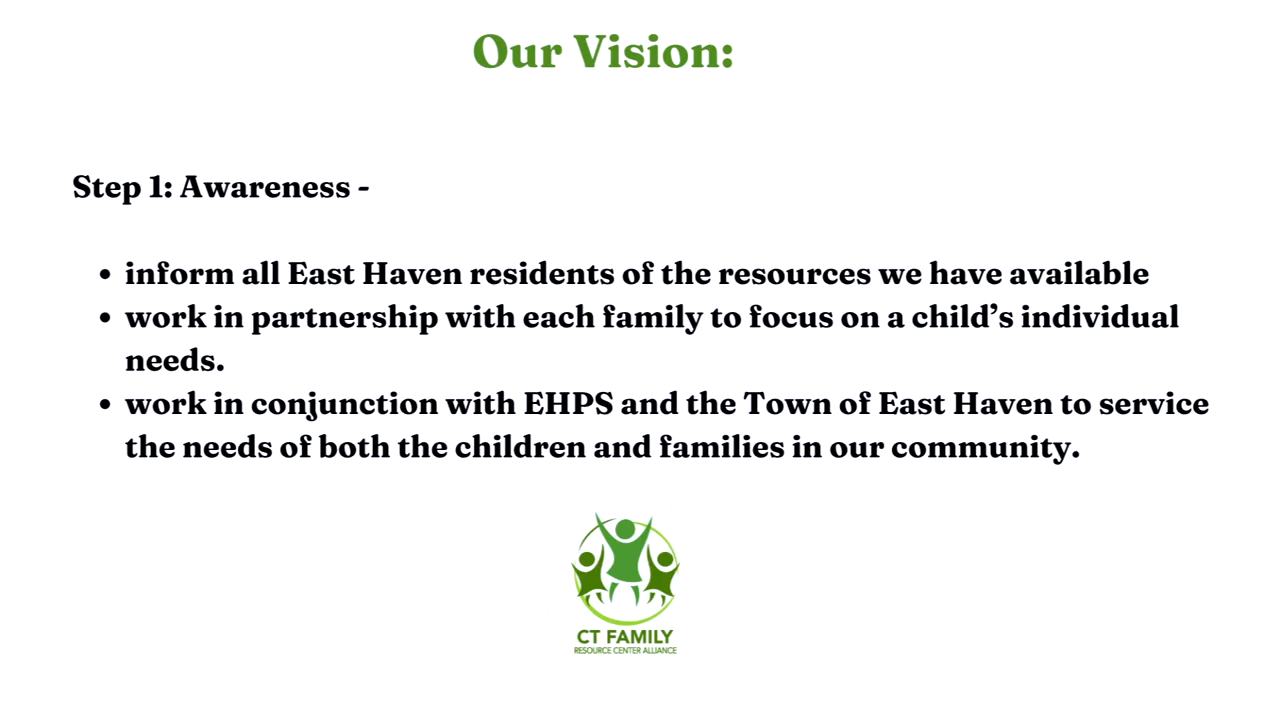 Our Vision:
Step 1: Awareness -
• inform all East Haven residents of the resources we have available
• work in partnership with each family to focus on a child’s individual
needs.
• work in conjunction with EHPS and the Town of East Haven to service
the needs of both the children and families in our community.
CT FAMILY
RESOURCE CENTER ALLIANCE